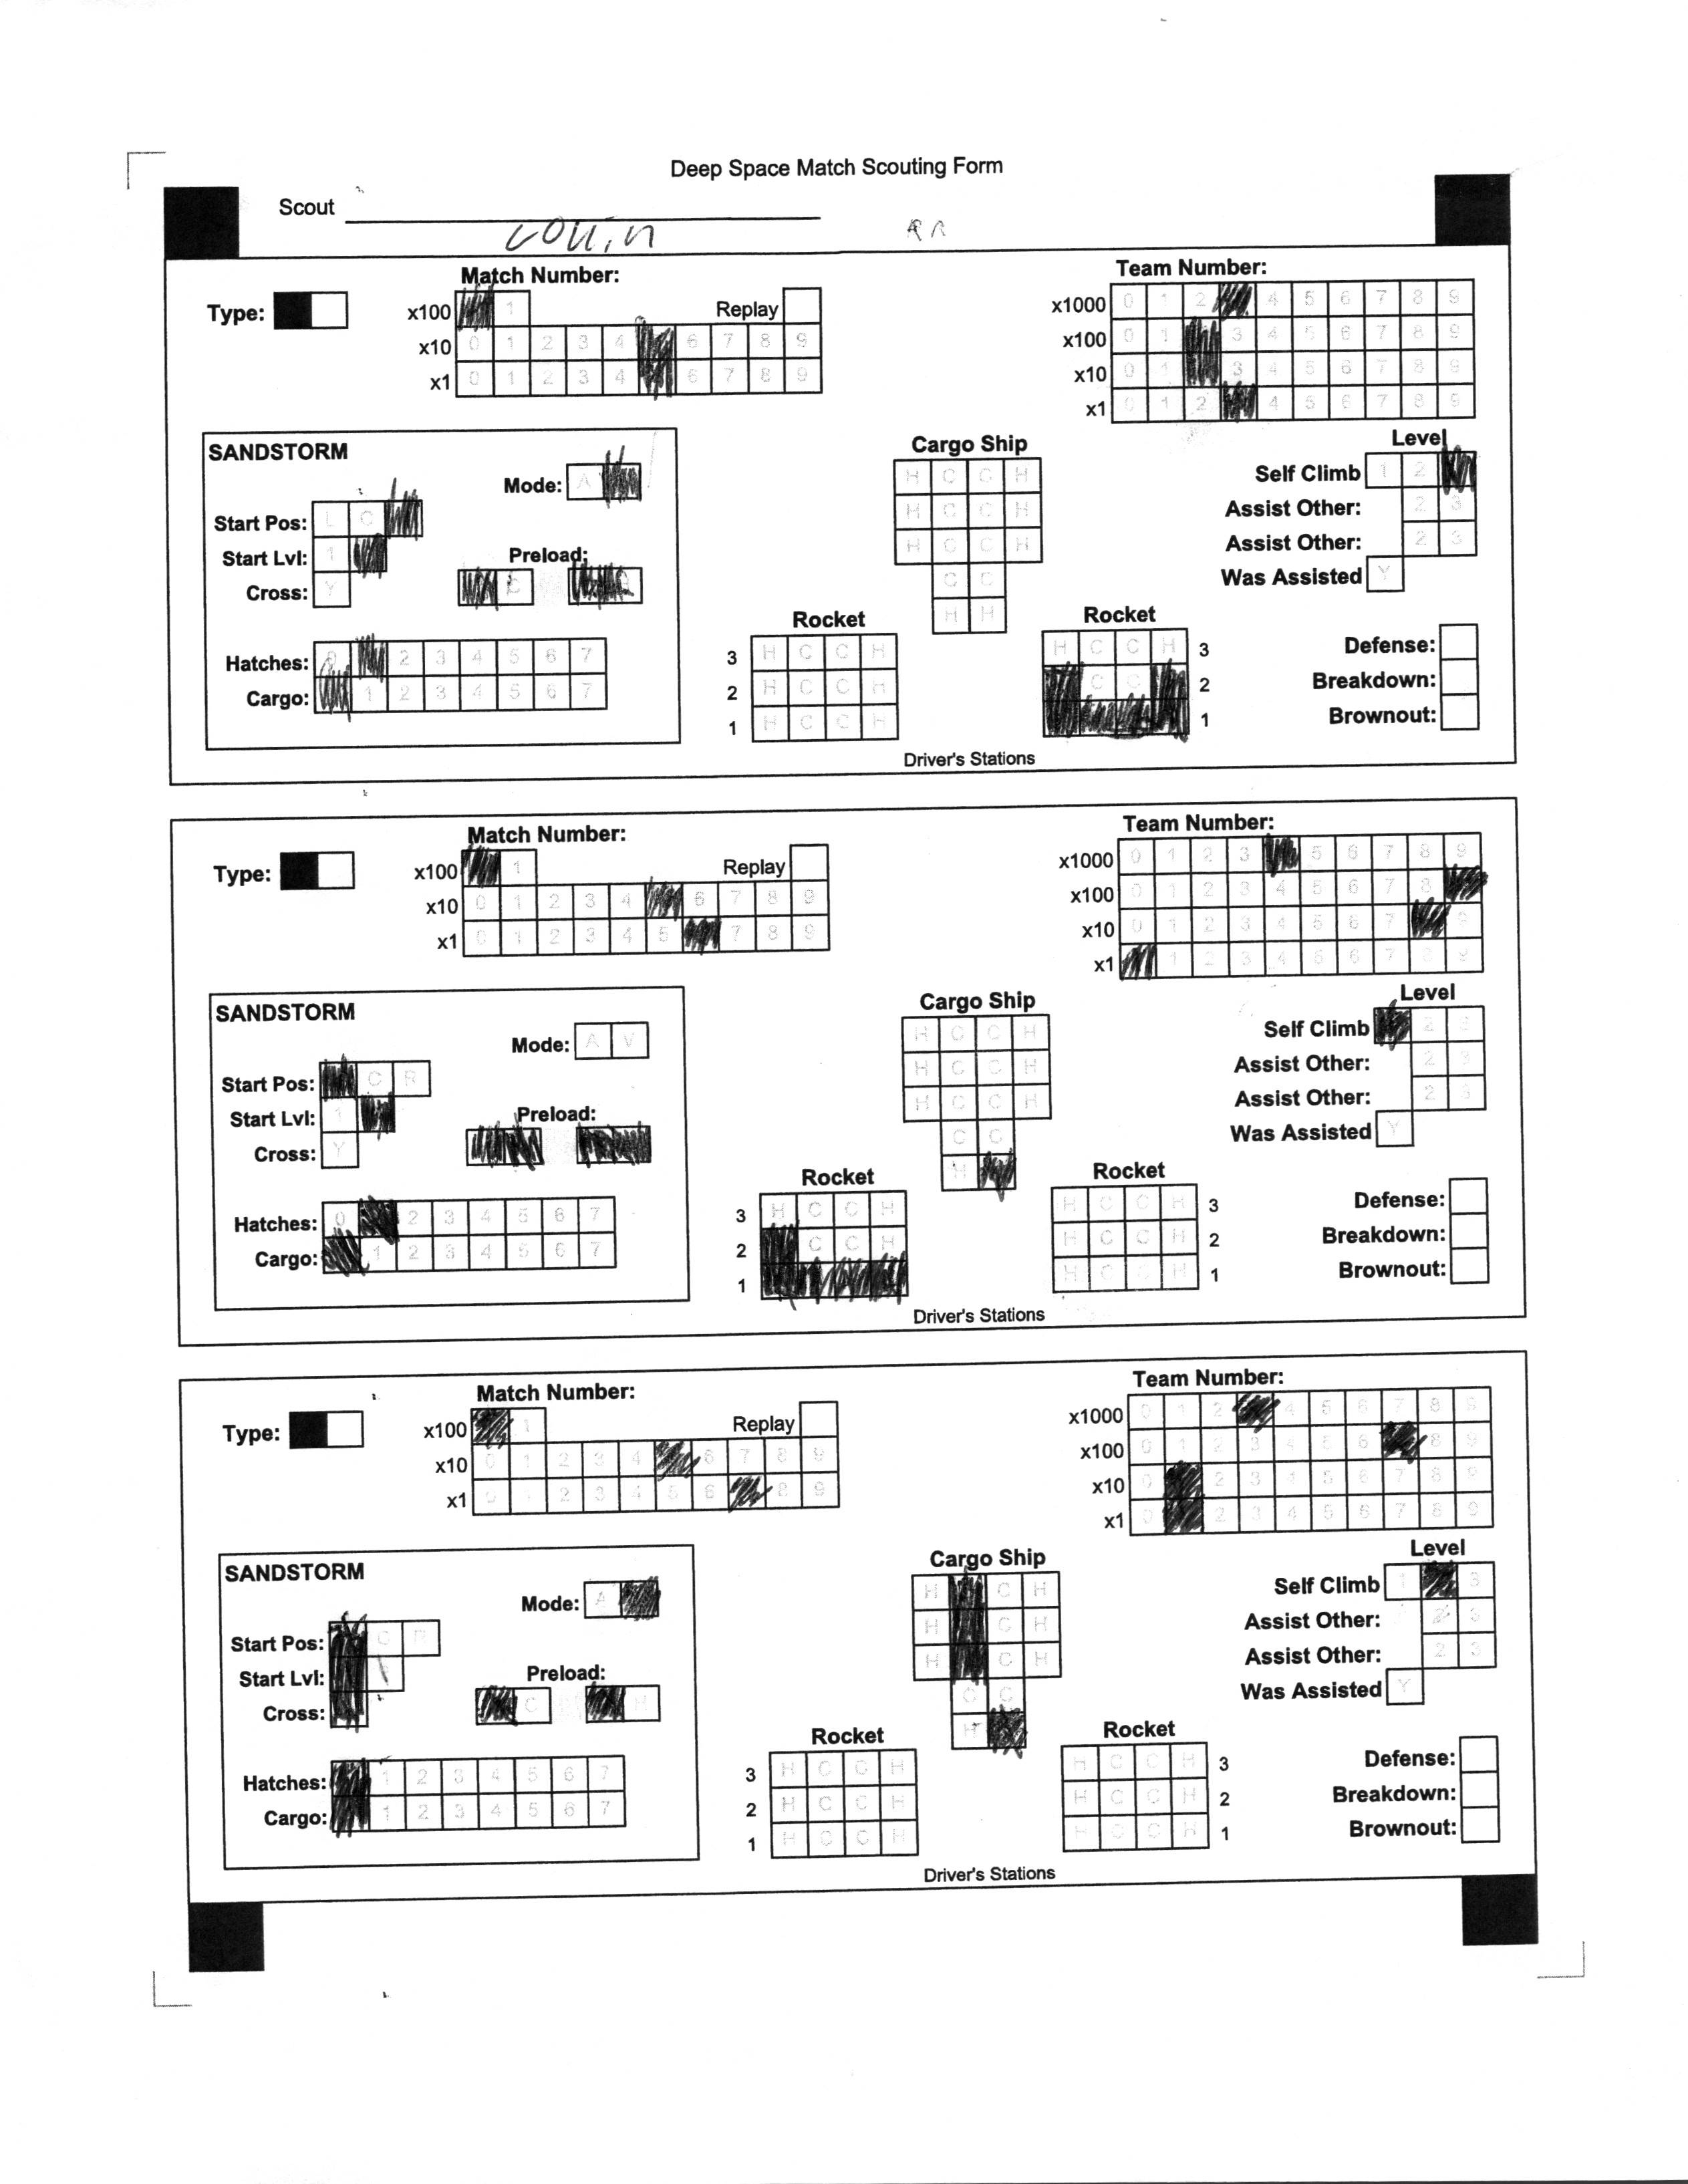 Deep Space Match Scouting Form
Scout Collin
RR
Match Number:
Team Number:
Type:
x100 1 Replay
x10 0 1 2 3 4 6 7 8 9
x1 0 1 2 3 4 6 7 8 9
x1000 0 1 2 4 5 6 7 8 9
x100 0 1 3 4 5 6 7 8 9
x10 0 1 3 4 5 6 7 8 9
x1 0 1 2 4 5 6 7 8 9
SANDSTORM
Mode: A
Start Pos: L C
Start Lvl: 1
Cross: Y
Preload:
C
Hatches: 0 2 3 4 5 6 7
Cargo: 1 2 3 4 5 6 7
Cargo Ship
H C C H
H C C H
H C C H
C C
H H
Rocket
3 H C C H
2 H C C H
1 H C C H
Rocket
H C C H 3
C C 2
1
Driver's Stations
Level
Self Climb 1 2
Assist Other: 2 3
Assist Other: 2 3
Was Assisted Y
Defense:
Breakdown:
Brownout:
Match Number:
Team Number:
Type:
x100 1 Replay
x10 0 1 2 3 4 6 7 8 9
x1 0 1 2 3 4 5 7 8 9
x1000 0 1 2 3 5 6 7 8 9
x100 0 1 2 3 4 5 6 7 8
x10 0 1 2 3 4 5 6 7 9
x1 1 2 3 4 5 6 7 8 9
SANDSTORM
Mode: A V
Start Pos: C R
Start Lvl: 1
Cross: Y
Preload:
Hatches: 0 2 3 4 5 6 7
Cargo: 1 2 3 4 5 6 7
Cargo Ship
H C C H
H C C H
H C C H
C C
H
Rocket
3 H C C H
2 C C H
1
Rocket
H C C H 3
H C C H 2
H C C H 1
Driver's Stations
Level
Self Climb 2 3
Assist Other: 2 3
Assist Other: 2 3
Was Assisted Y
Defense:
Breakdown:
Brownout:
Match Number:
Team Number:
Type:
x100 1 Replay
x10 0 1 2 3 4 6 7 8 9
x1 0 1 2 3 4 5 6 8 9
x1000 0 1 2 4 5 6 7 8 9
x100 0 1 2 3 4 5 6 8 9
x10 0 2 3 4 5 6 7 8 9
x1 0 2 3 4 5 6 7 8 9
SANDSTORM
Mode: A
Start Pos: C R
Start Lvl:
Cross:
Preload:
C H
Hatches: 1 2 3 4 5 6 7
Cargo: 1 2 3 4 5 6 7
Cargo Ship
H C H
H C H
H C H
C C
H
Rocket
3 H C C H
2 H C C H
1 H C C H
Rocket
H C C H 3
H C C H 2
H C C H 1
Driver's Stations
Level
Self Climb 1 3
Assist Other: 2 3
Assist Other: 2 3
Was Assisted Y
Defense:
Breakdown:
Brownout: